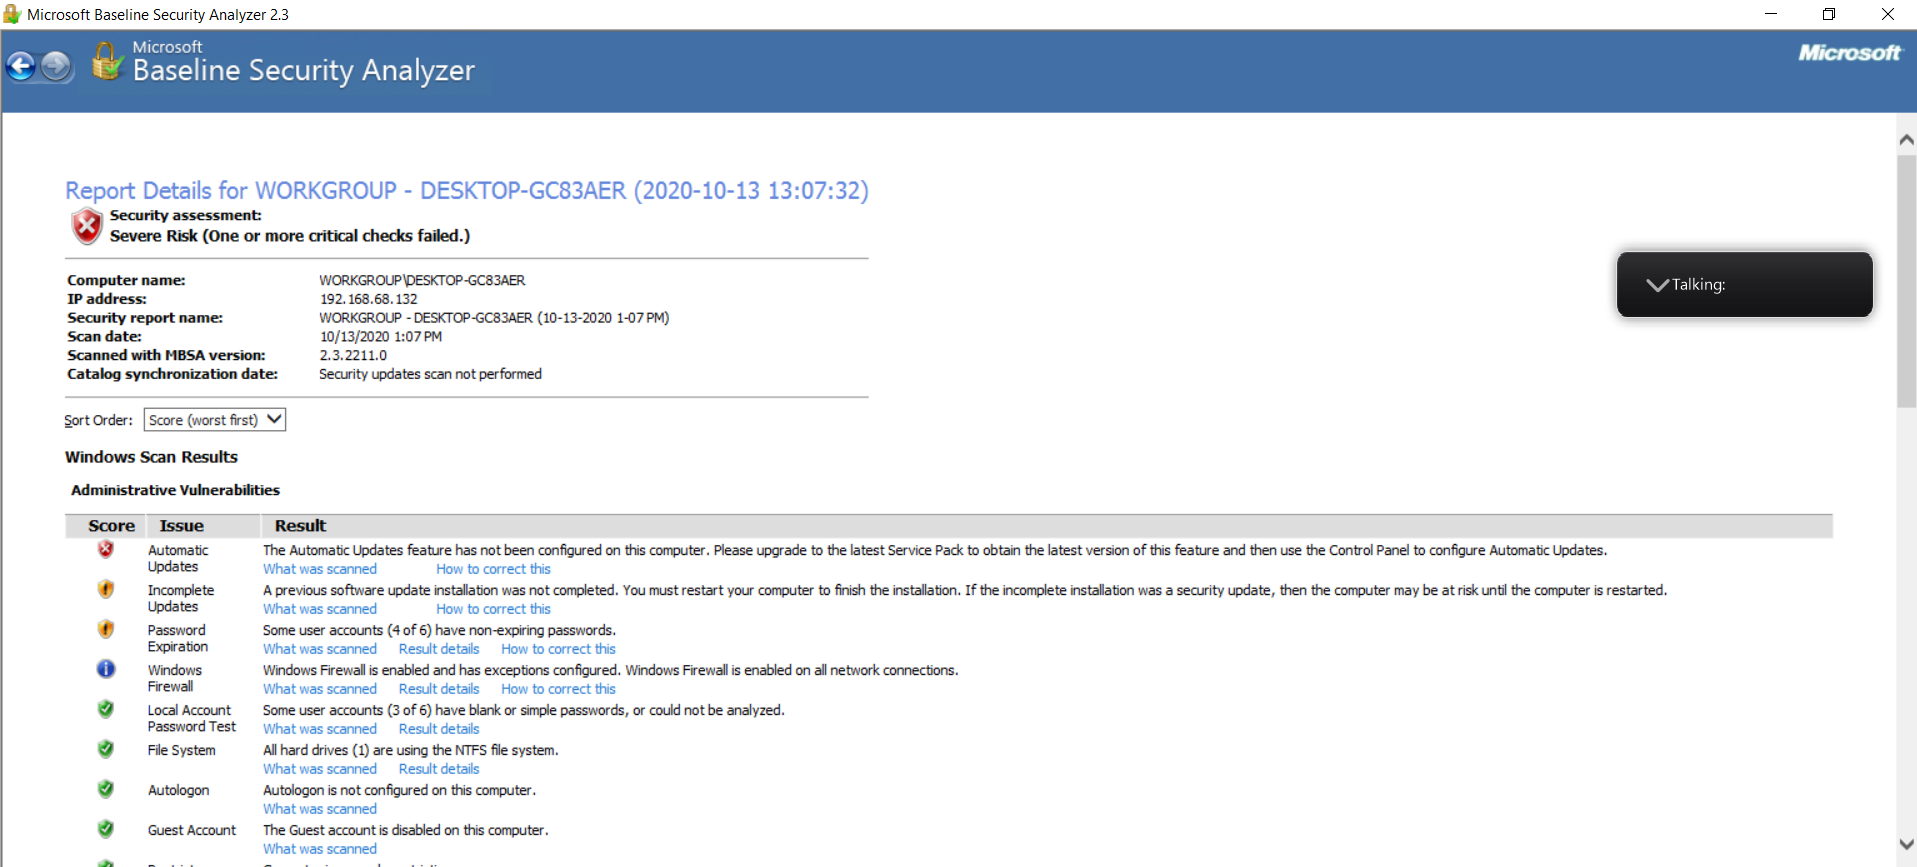 Microsoft Baseline Security Analyzer 2.3
Microsoft
Baseline Security Analyzer
Microsoft
Report Details for WORKGROUP - DESKTOP-GC83AER (2020-10-13 13:07:32)
Security assessment:
Severe Risk (One or more critical checks failed.)
Computer name: WORKGROUP\DESKTOP-GC83AER
IP address: 192.168.68.132
Security report name: WORKGROUP - DESKTOP-GC83AER (10-13-2020 1-07 PM)
Scan date: 10/13/2020 1:07 PM
Scanned with MBSA version: 2.3.2211.0
Catalog synchronization date: Security updates scan not performed
Talking:
Sort Order: Score (worst first)
Windows Scan Results
Administrative Vulnerabilities
Score Issue Result
Automatic Updates The Automatic Updates feature has not been configured on this computer. Please upgrade to the latest Service Pack to obtain the latest version of this feature and then use the Control Panel to configure Automatic Updates.
What was scanned How to correct this
Incomplete Updates A previous software update installation was not completed. You must restart your computer to finish the installation. If the incomplete installation was a security update, then the computer may be at risk until the computer is restarted.
What was scanned How to correct this
Password Expiration Some user accounts (4 of 6) have non-expiring passwords.
What was scanned Result details How to correct this
Windows Firewall Windows Firewall is enabled and has exceptions configured. Windows Firewall is enabled on all network connections.
What was scanned Result details How to correct this
Local Account Password Test Some user accounts (3 of 6) have blank or simple passwords, or could not be analyzed.
What was scanned Result details
File System All hard drives (1) are using the NTFS file system.
What was scanned Result details
Autologon Autologon is not configured on this computer.
What was scanned
Guest Account The Guest account is disabled on this computer.
What was scanned